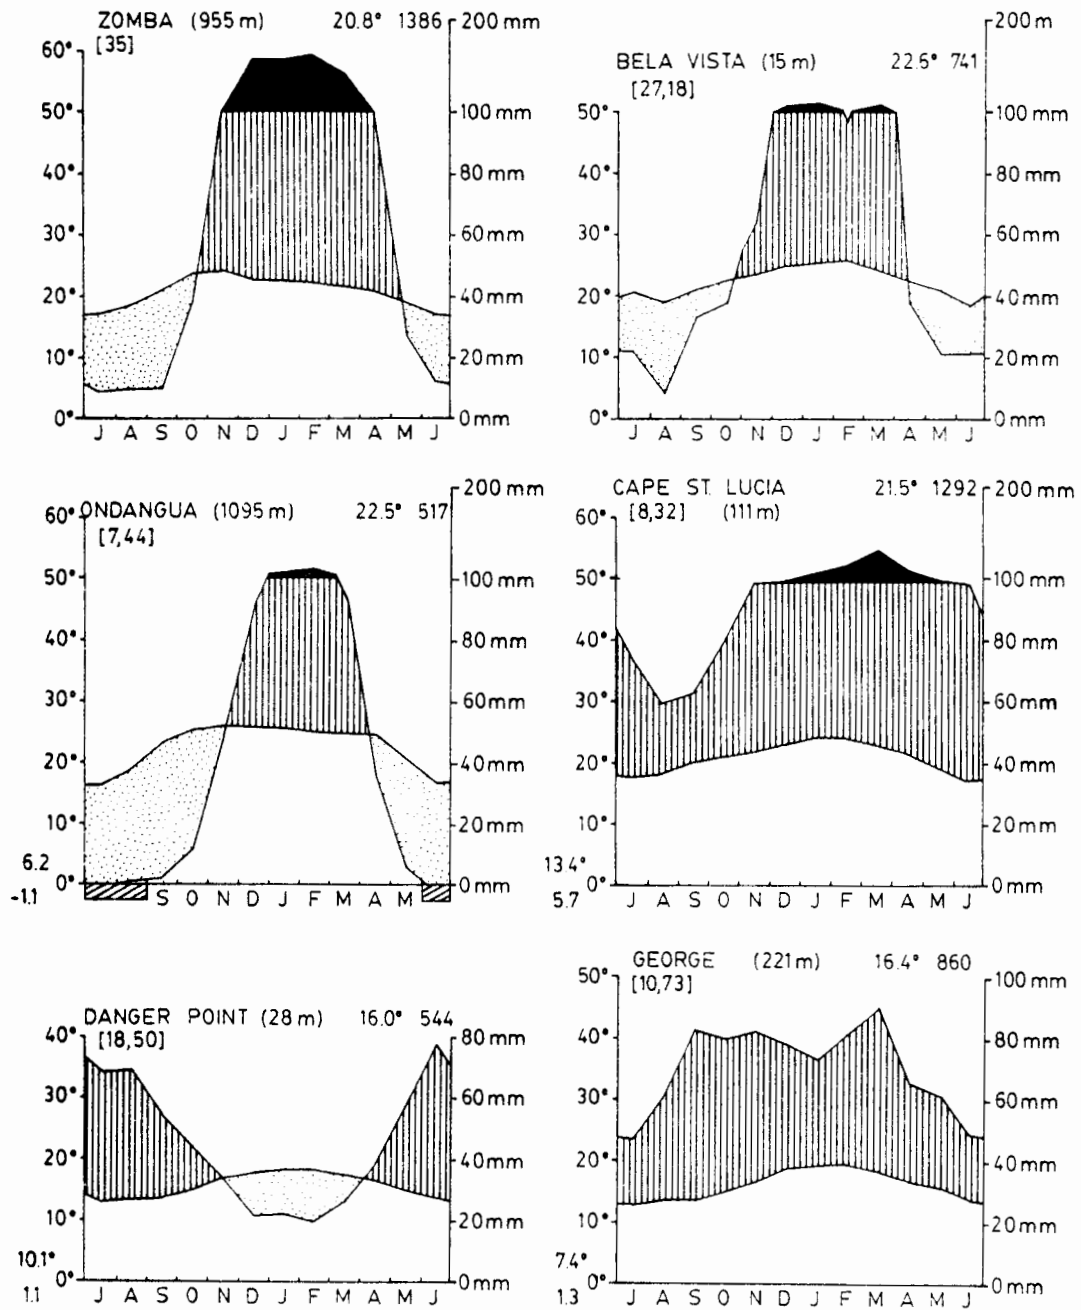 ZOMBA (955 m) 20.8° 1386
[35]
60°
50°
40°
30°
20°
10°
0°
200 mm
100 mm
80 mm
60 mm
40 mm
20 mm
0 mm
J A S O N D J F M A M J
BELA VISTA (15 m) 22.6° 741
[27,18]
50°
40°
30°
20°
10°
0°
200 m
100 mm
80 mm
60 mm
40 mm
20 mm
0 mm
J A S O N D J F M A M J
ONDANGUA (1095 m) 22.5° 517
[7,44]
60°
50°
40°
30°
20°
10°
6.2
0°
-1.1
200 mm
100 mm
80 mm
60 mm
40 mm
20 mm
0 mm
S O N D J F M A M
CAPE ST. LUCIA 21.5° 1292
[8,32] (111 m)
60°
50°
40°
30°
20°
10°
13.4°
0°
5.7
200 mm
100 mm
80 mm
60 mm
40 mm
20 mm
0 mm
J A S O N D J F M A M J
DANGER POINT (28 m) 16.0° 544
[18,50]
40°
30°
20°
10°
10.1°
0°
1.1
80 mm
60 mm
40 mm
20 mm
0 mm
J A S O N D J F M A M J
GEORGE (221 m) 16.4° 860
[10,73]
50°
40°
30°
20°
10°
7.4°
0°
1.3
100 mm
80 mm
60 mm
40 mm
20 mm
0 mm
J A S O N D J F M A M J